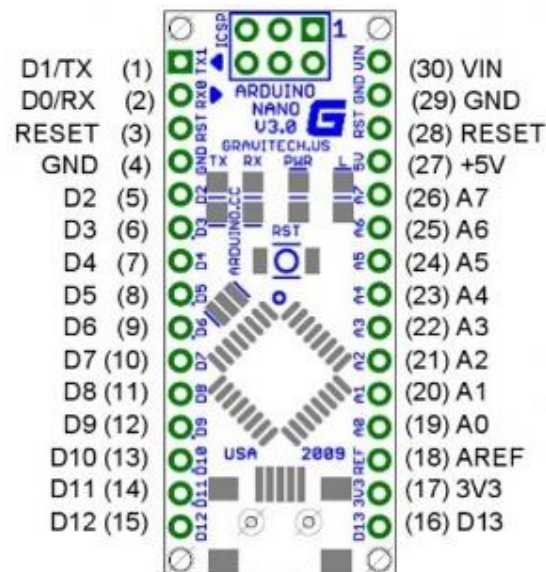 D1/TX (1)
D0/RX (2)
RESET (3)
GND (4)
D2 (5)
D3 (6)
D4 (7)
D5 (8)
D6 (9)
D7 (10)
D8 (11)
D9 (12)
D10 (13)
D11 (14)
D12 (15)
ICSP
1
TX1
RX0
RST
GND
D2
D3
D4
D5
D6
D7
D8
D9
D10
D11
D12
ARDUINO
NANO
V3.0
G
GRAVITECH.US
TX RX PWR L
ARDUINO.CC
RST
USA 2009
VIN
GND
RST
5V
A7
A6
A5
A4
A3
A2
A1
A0
REF
3V3
D13
(30) VIN
(29) GND
(28) RESET
(27) +5V
(26) A7
(25) A6
(24) A5
(23) A4
(22) A3
(21) A2
(20) A1
(19) A0
(18) AREF
(17) 3V3
(16) D13